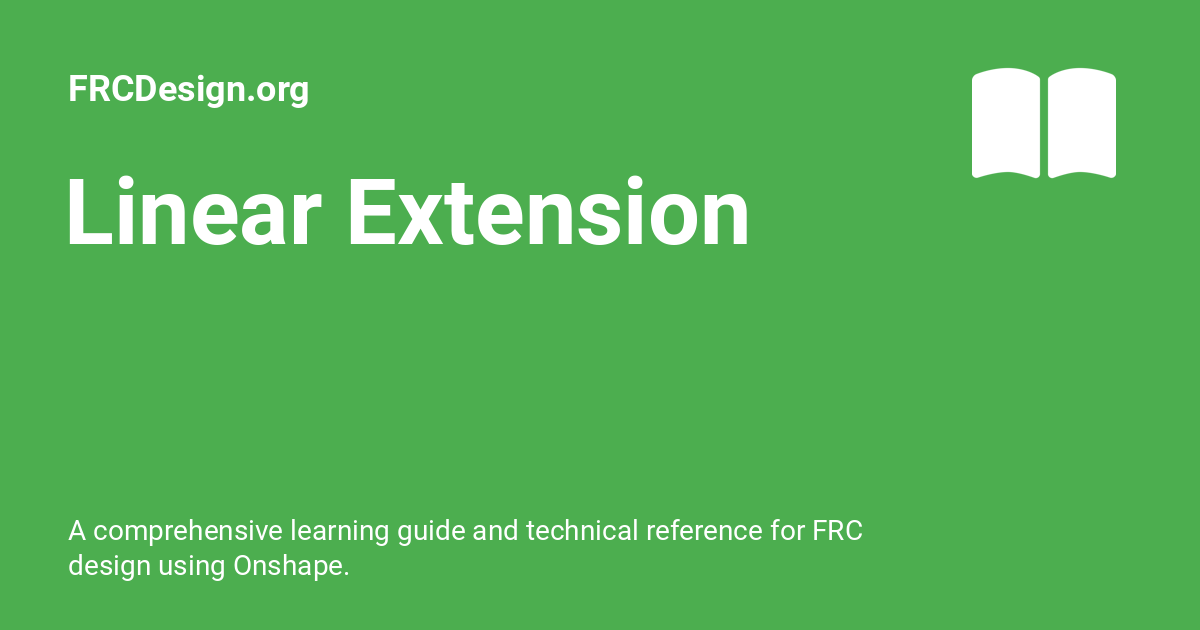 FRCDesign.org
Linear Extension
A comprehensive learning guide and technical reference for FRC
design using Onshape.